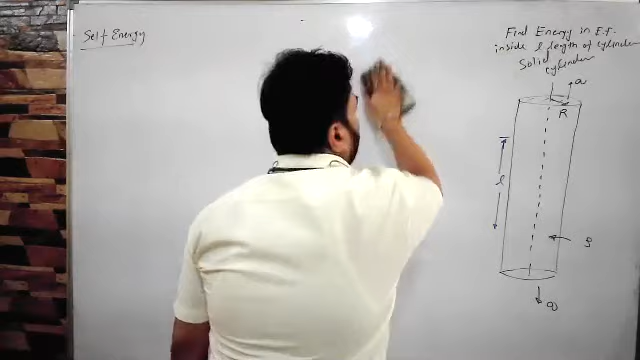 Self Energy
Find Energy in E.F.
inside l length of cylinder
Solid
cylinder
∞
R
l
ρ
∞